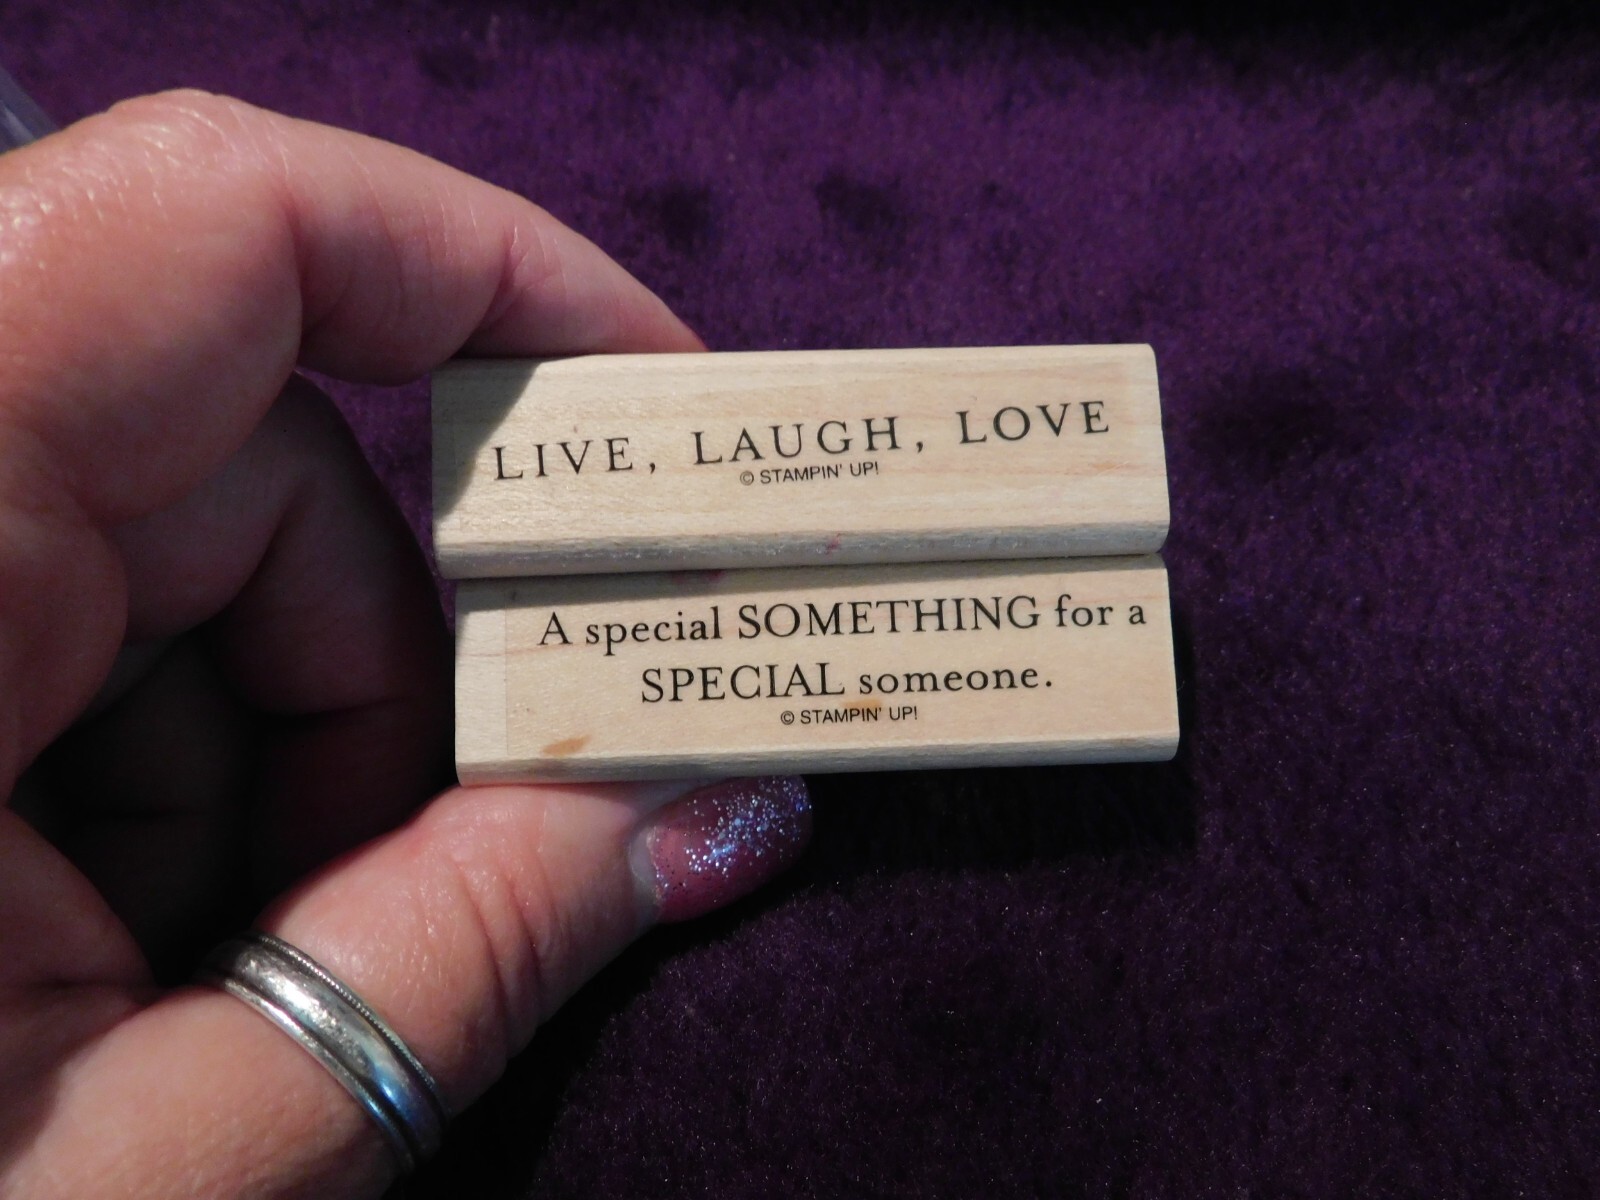 LIVE, LAUGH, LOVE
© STAMPIN' UP!
A special SOMETHING for a
SPECIAL someone.
© STAMPIN' UP!